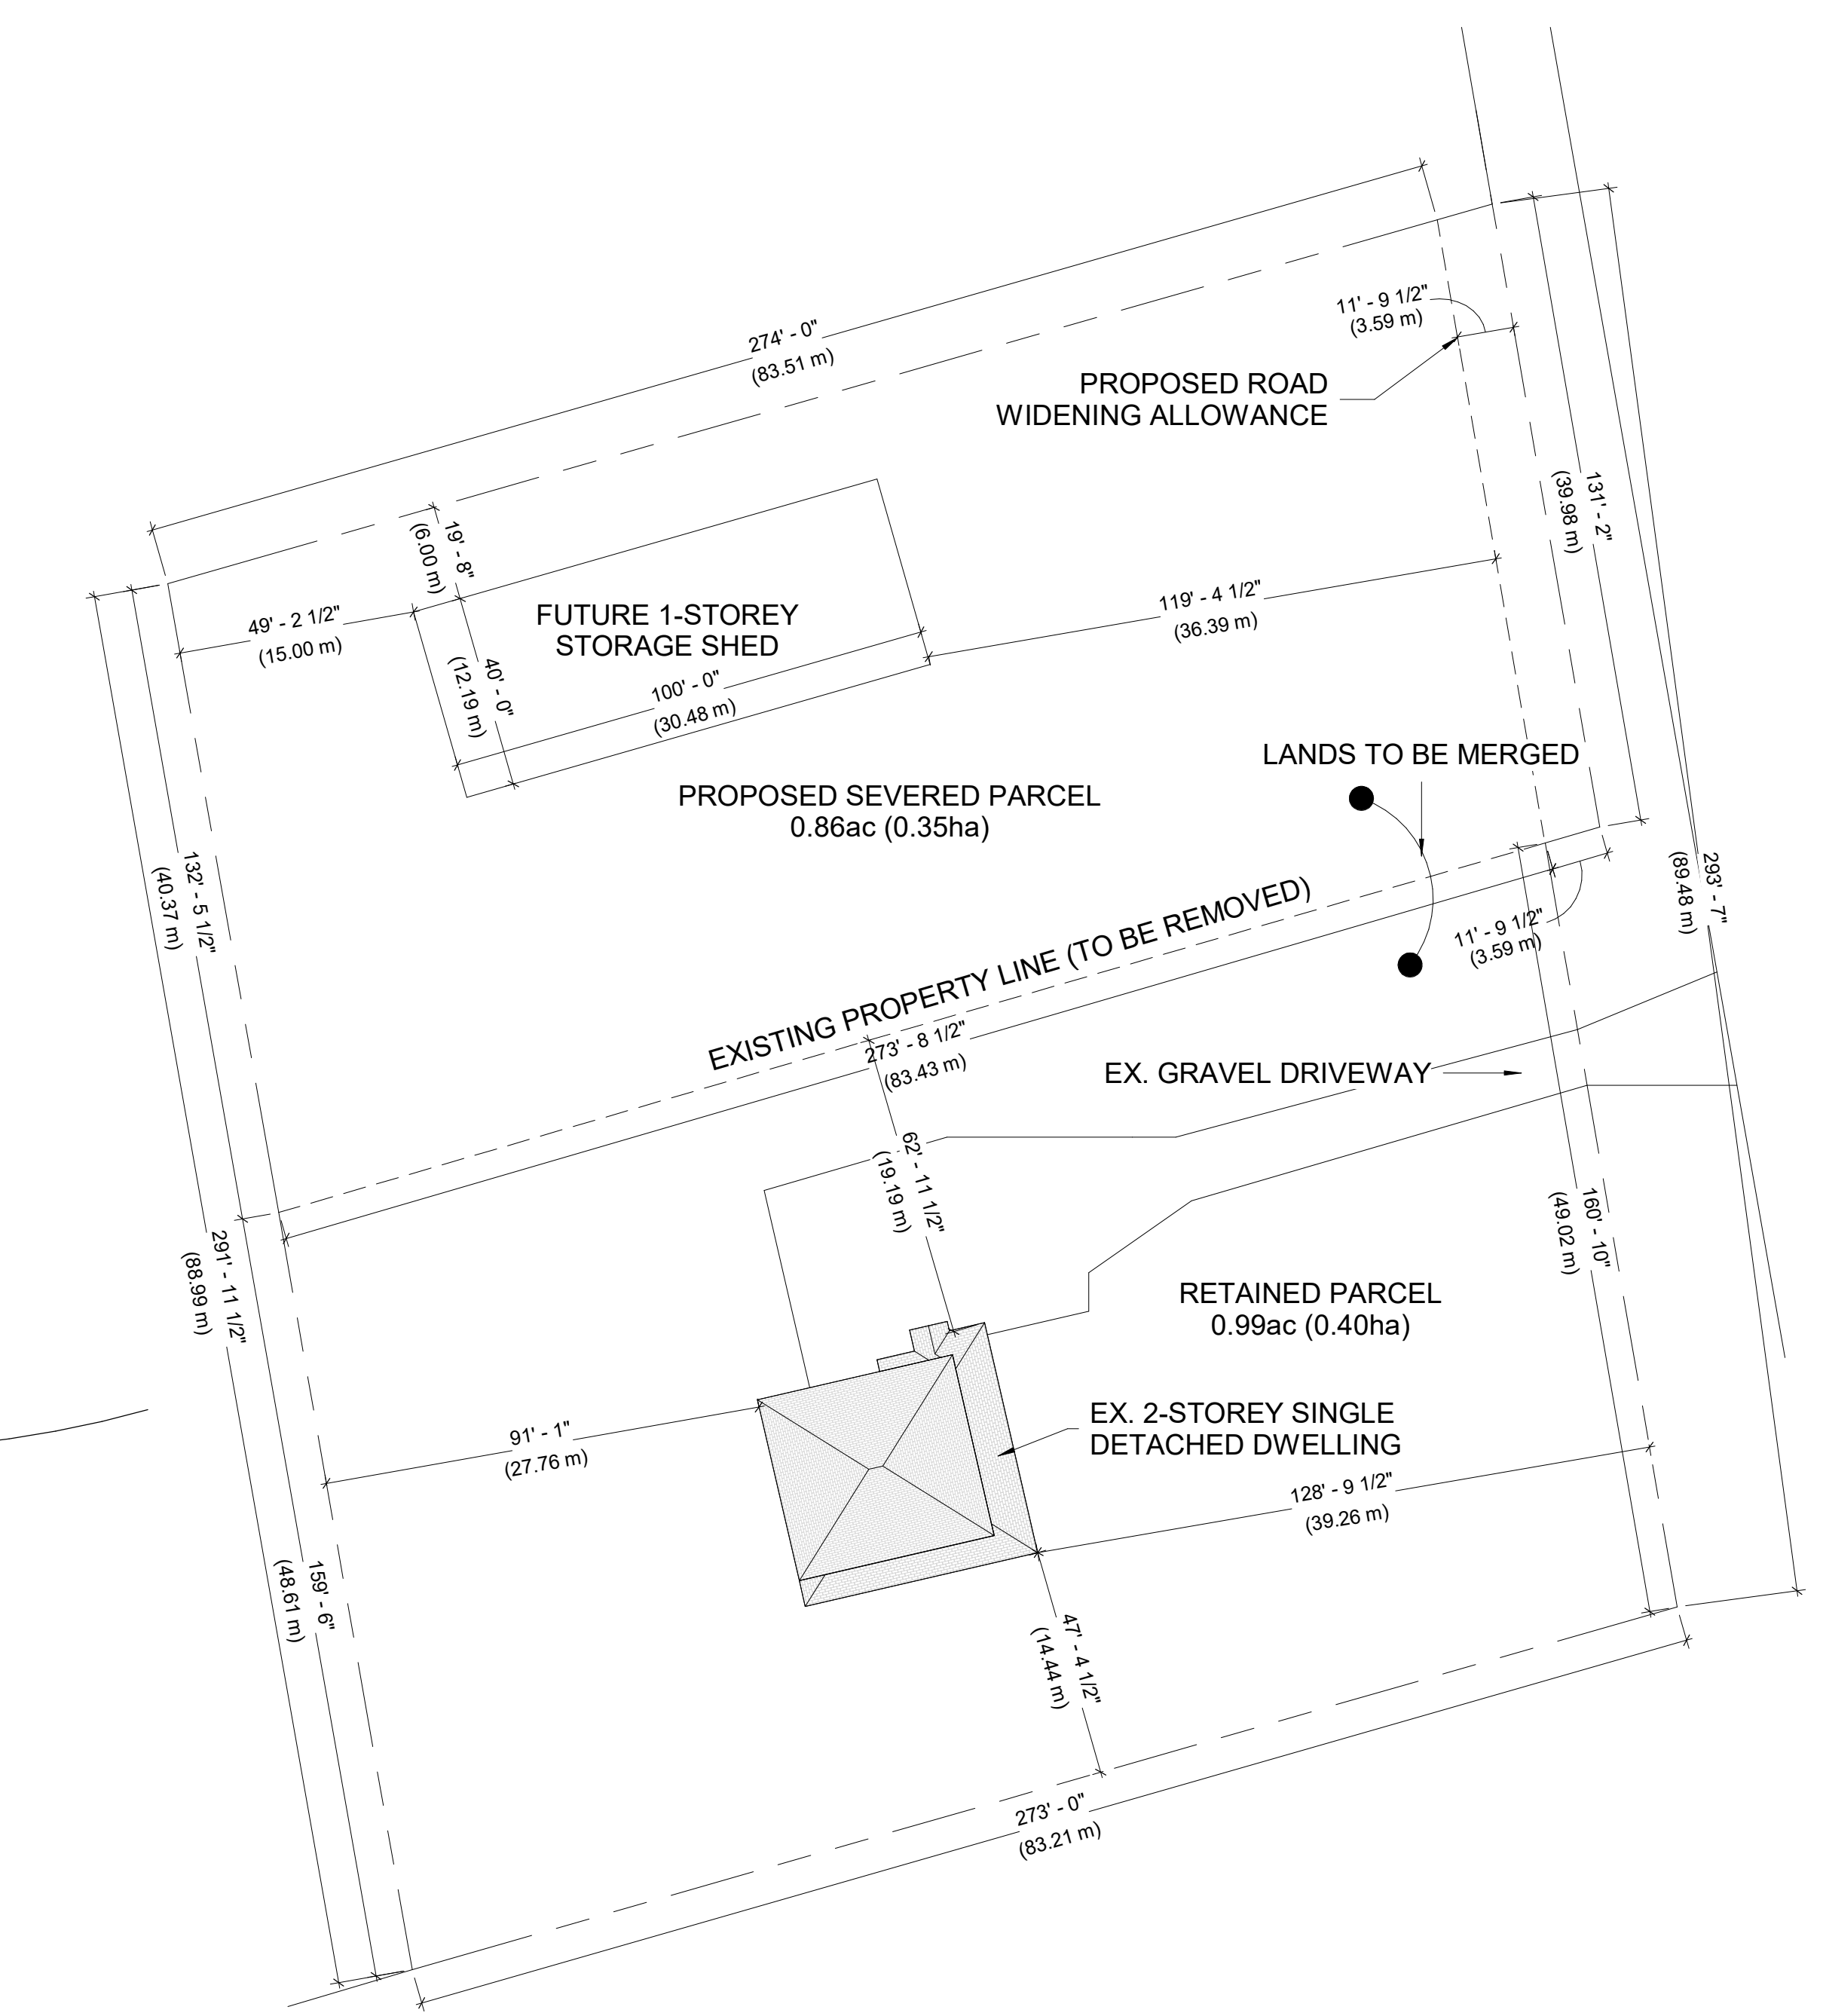 274' - 0"
(83.51 m)
11' - 9 1/2"
(3.59 m)
PROPOSED ROAD
WIDENING ALLOWANCE
131' - 2"
(39.98 m)
19' - 8"
(6.00 m)
49' - 2 1/2"
(15.00 m)
FUTURE 1-STOREY
STORAGE SHED
119' - 4 1/2"
(36.39 m)
40' - 0"
(12.19 m)
100' - 0"
(30.48 m)
LANDS TO BE MERGED
PROPOSED SEVERED PARCEL
0.86ac (0.35ha)
132' - 5 1/2"
(40.37 m)
293' - 7"
(89.48 m)
EXISTING PROPERTY LINE (TO BE REMOVED)
11' - 9 1/2"
(3.59 m)
273' - 8 1/2"
(83.43 m)
EX. GRAVEL DRIVEWAY
62' - 11 1/2"
(19.19 m)
160' - 10"
(49.02 m)
291' - 11 1/2"
(88.99 m)
RETAINED PARCEL
0.99ac (0.40ha)
EX. 2-STOREY SINGLE
DETACHED DWELLING
91' - 1"
(27.76 m)
128' - 9 1/2"
(39.26 m)
159' - 6"
(48.61 m)
47' - 4 1/2"
(14.44 m)
273' - 0"
(83.21 m)